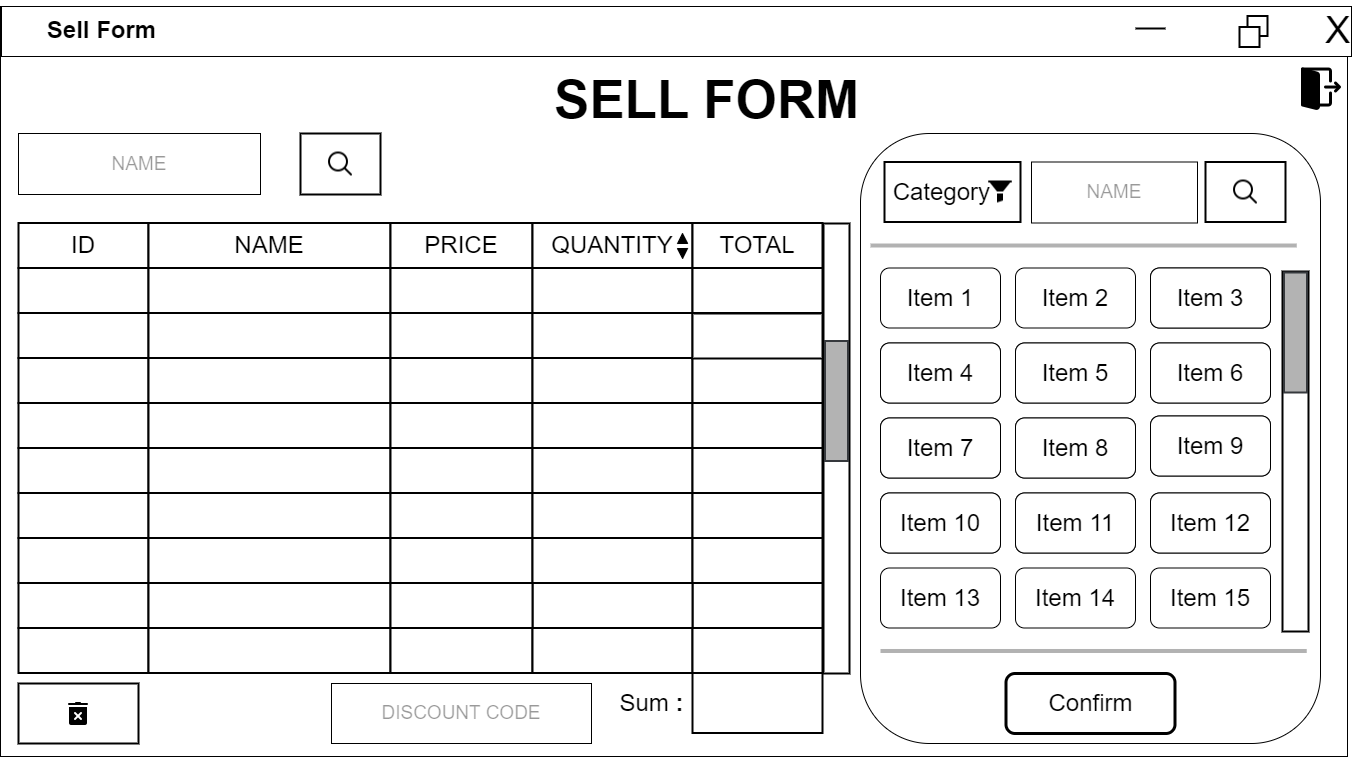 Sell Form
X
SELL FORM
NAME
Category
NAME
ID NAME PRICE QUANTITY TOTAL
Item 1 Item 2 Item 3
Item 4 Item 5 Item 6
Item 7 Item 8 Item 9
Item 10 Item 11 Item 12
Item 13 Item 14 Item 15
DISCOUNT CODE
Sum :
Confirm